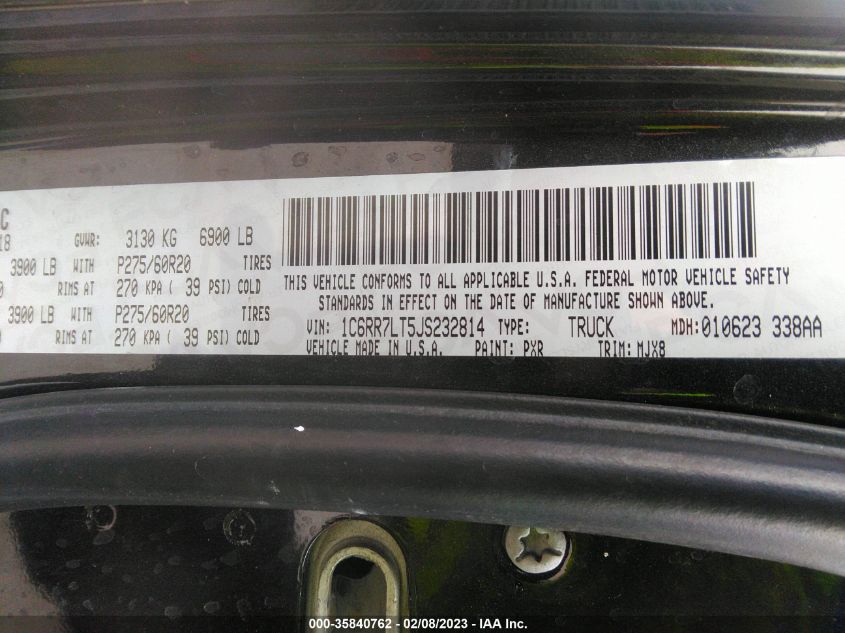 C
18 GVWR: 3130 KG 6900 LB
3900 LB WITH P275/60R20 TIRES
0 RIMS AT 270 KPA ( 39 PSI) COLD
3900 LB WITH P275/60R20 TIRES
RIMS AT 270 KPA ( 39 PSI) COLD
THIS VEHICLE CONFORMS TO ALL APPLICABLE U.S.A. FEDERAL MOTOR VEHICLE SAFETY
STANDARDS IN EFFECT ON THE DATE OF MANUFACTURE SHOWN ABOVE.
VIN: 1C6RR7LT5JS232814 TYPE: TRUCK MDH:010623 338AA
VEHICLE MADE IN U.S.A. PAINT: PXR TRIM: MJX8
000-35840762 - 02/08/2023 - IAA Inc.